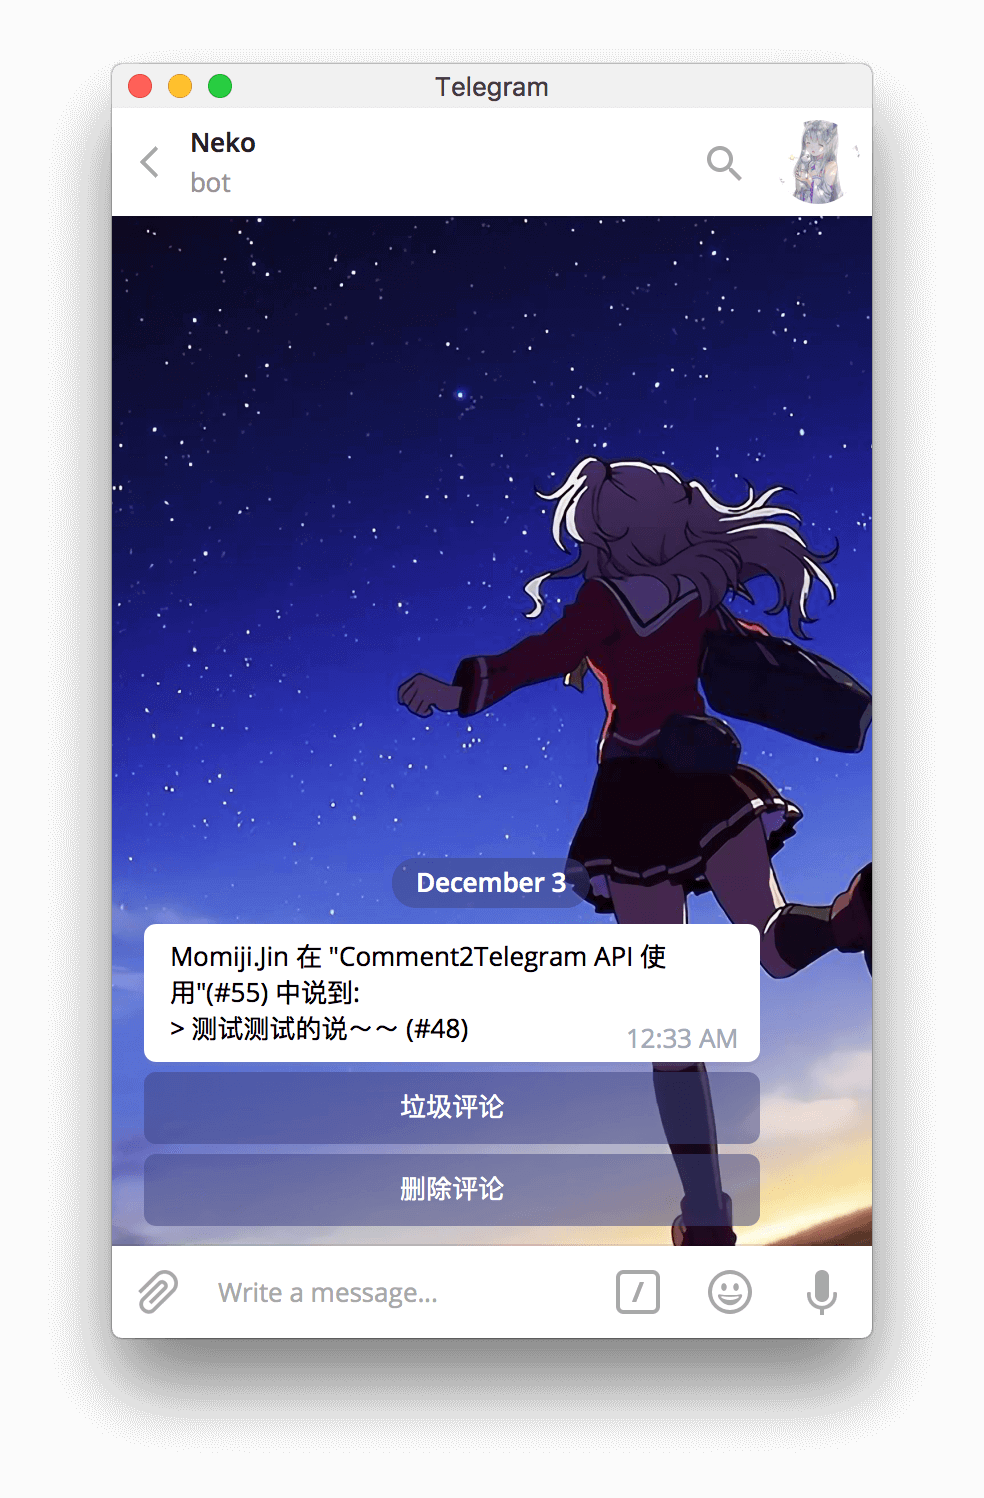 Telegram
Neko
bot
December 3
Momiji.Jin 在 "Comment2Telegram API 使
用"(#55) 中说到:
> 测试测试的说～～ (#48)
12:33 AM
垃圾评论
删除评论
Write a message...
/